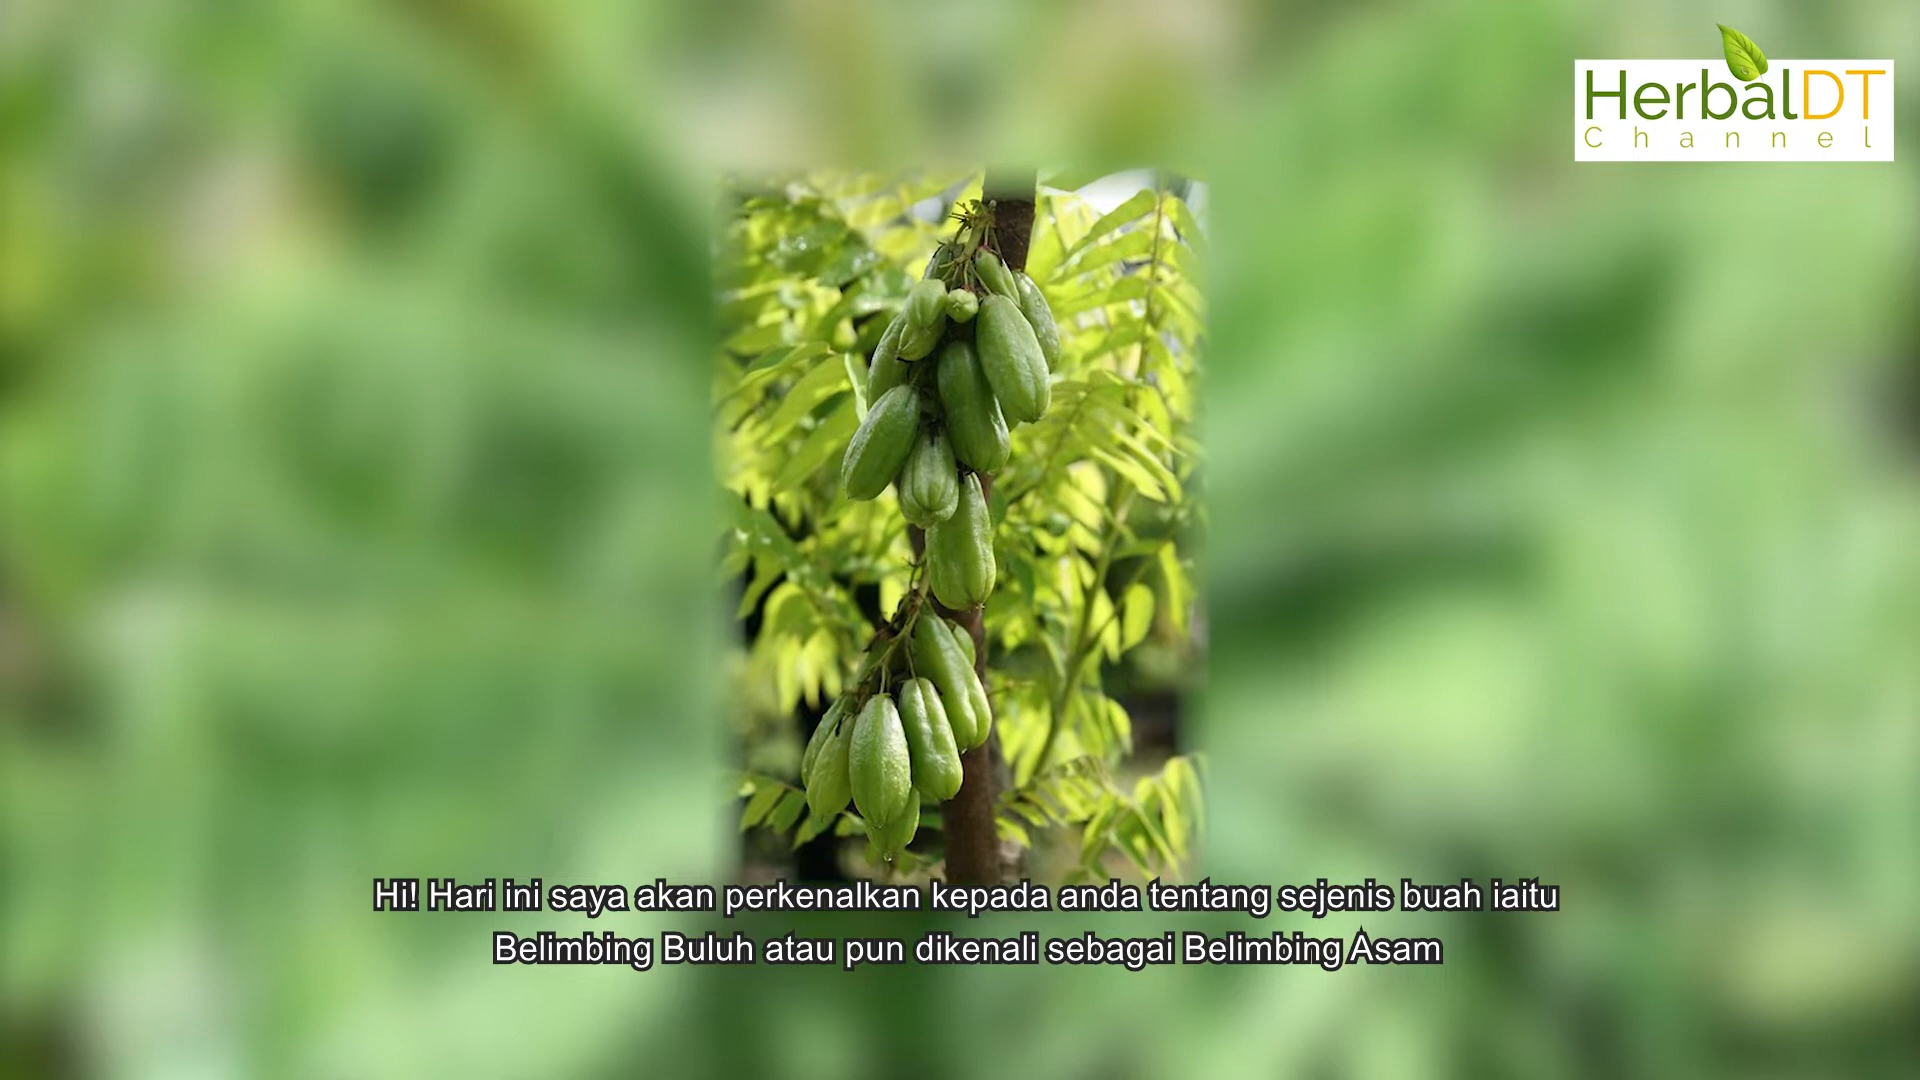 HerbalDT
Channel
Hi! Hari ini saya akan perkenalkan kepada anda tentang sejenis buah iaitu
Belimbing Buluh atau pun dikenali sebagai Belimbing Asam